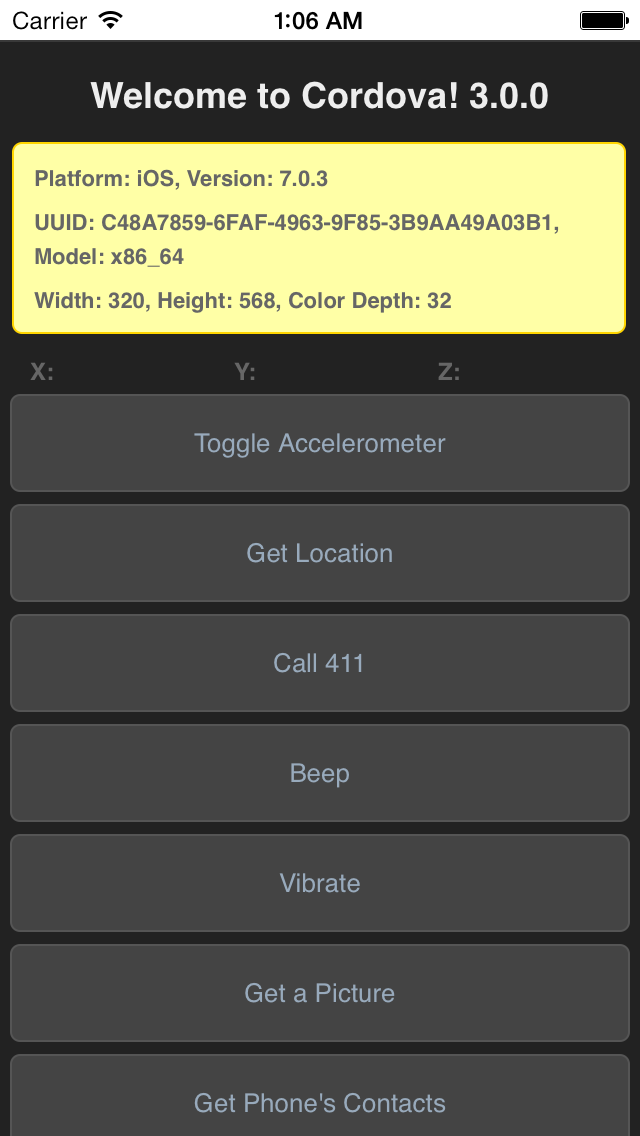 Carrier 1:06 AM
Welcome to Cordova! 3.0.0
Platform: iOS, Version: 7.0.3
UUID: C48A7859-6FAF-4963-9F85-3B9AA49A03B1,
Model: x86_64
Width: 320, Height: 568, Color Depth: 32
X: Y: Z:
Toggle Accelerometer
Get Location
Call 411
Beep
Vibrate
Get a Picture
Get Phone's Contacts